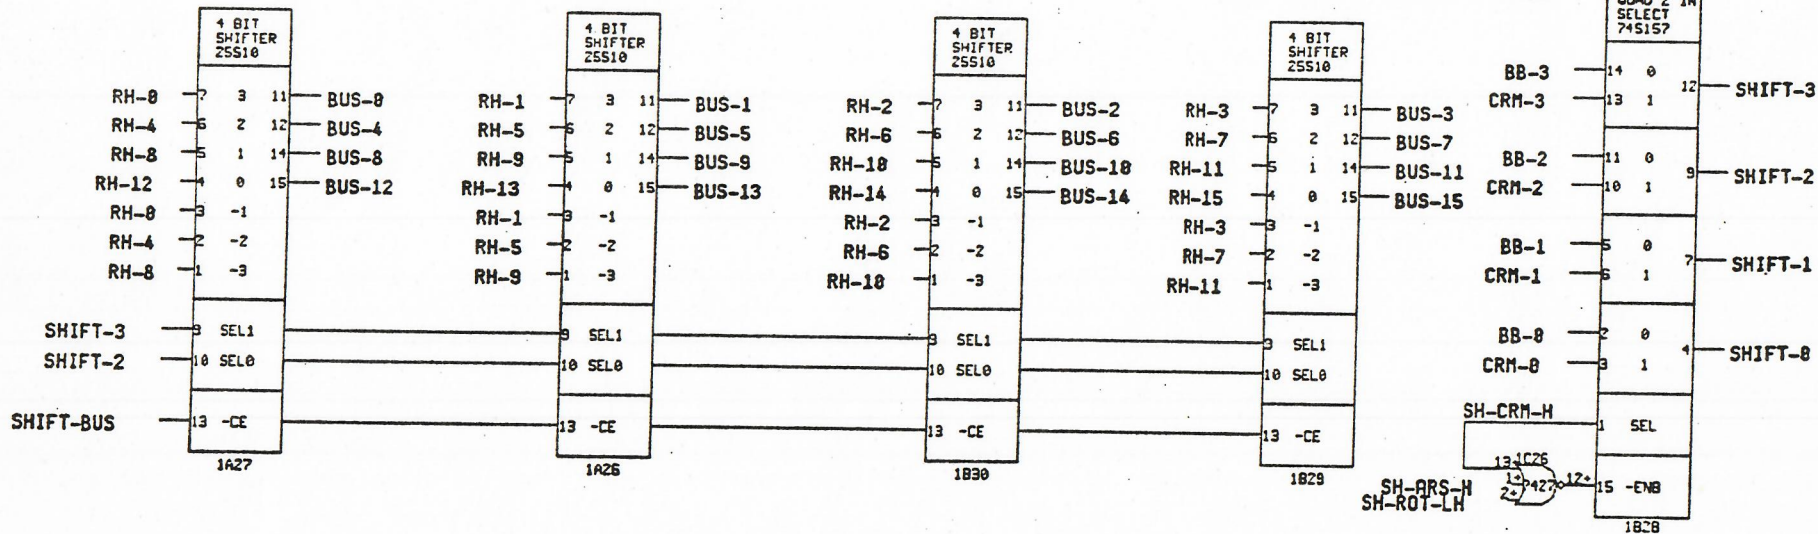 4 BIT
SHIFTER
25S10
RH-0 7 3 11 BUS-0
RH-4 6 2 12 BUS-4
RH-8 5 1 14 BUS-8
RH-12 4 0 15 BUS-12
RH-0 3 -1
RH-4 2 -2
RH-8 1 -3
SHIFT-3 9 SEL1
SHIFT-2 10 SEL0
SHIFT-BUS 13 -CE
1A27
4 BIT
SHIFTER
25S10
RH-1 7 3 11 BUS-1
RH-5 6 2 12 BUS-5
RH-9 5 1 14 BUS-9
RH-13 4 0 15 BUS-13
RH-1 3 -1
RH-5 2 -2
RH-9 1 -3
9 SEL1
10 SEL0
13 -CE
1A26
4 BIT
SHIFTER
25S10
RH-2 7 3 11 BUS-2
RH-6 6 2 12 BUS-6
RH-10 5 1 14 BUS-10
RH-14 4 0 15 BUS-14
RH-2 3 -1
RH-6 2 -2
RH-10 1 -3
9 SEL1
10 SEL0
13 -CE
1B30
4 BIT
SHIFTER
25S10
RH-3 7 3 11 BUS-3
RH-7 6 2 12 BUS-7
RH-11 5 1 14 BUS-11
RH-15 4 0 15 BUS-15
RH-3 3 -1
RH-7 2 -2
RH-11 1 -3
9 SEL1
10 SEL0
13 -CE
1B29
QUAD 2 IN
SELECT
74S157
BB-3 14 0
12 SHIFT-3
CRM-3 13 1
BB-2 11 0
9 SHIFT-2
CRM-2 10 1
BB-1 5 0
7 SHIFT-1
CRM-1 6 1
BB-0 2 0
4 SHIFT-0
CRM-0 3 1
SH-CRM-H 1 SEL
13+ 1C26
SH-ARS-H 1+ 7427 12+ 15 -ENB
SH-ROT-LH 2+
1B28